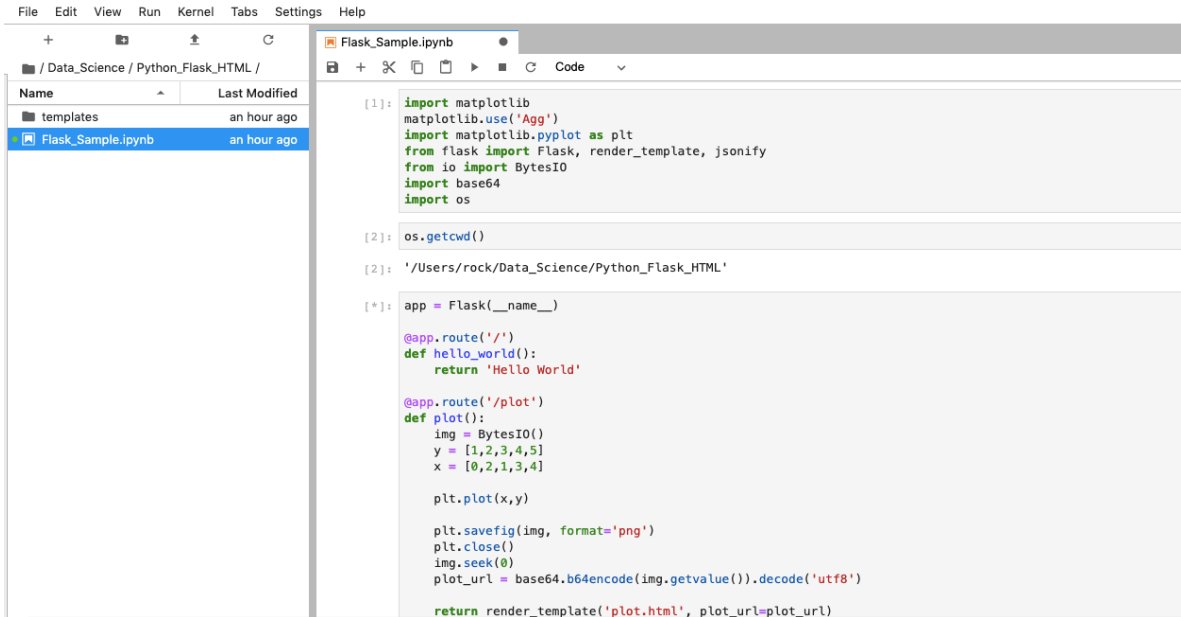 File Edit View Run Kernel Tabs Settings Help
/ Data_Science / Python_Flask_HTML /
Name Last Modified
templates an hour ago
Flask_Sample.ipynb an hour ago
Flask_Sample.ipynb
Code
[1]: import matplotlib
matplotlib.use('Agg')
import matplotlib.pyplot as plt
from flask import Flask, render_template, jsonify
from io import BytesIO
import base64
import os
[2]: os.getcwd()
[2]: '/Users/rock/Data_Science/Python_Flask_HTML'
[*]: app = Flask(__name__)
@app.route('/')
def hello_world():
    return 'Hello World'
@app.route('/plot')
def plot():
    img = BytesIO()
    y = [1,2,3,4,5]
    x = [0,2,1,3,4]
    plt.plot(x,y)
    plt.savefig(img, format='png')
    plt.close()
    img.seek(0)
    plot_url = base64.b64encode(img.getvalue()).decode('utf8')
    return render_template('plot.html', plot_url=plot_url)